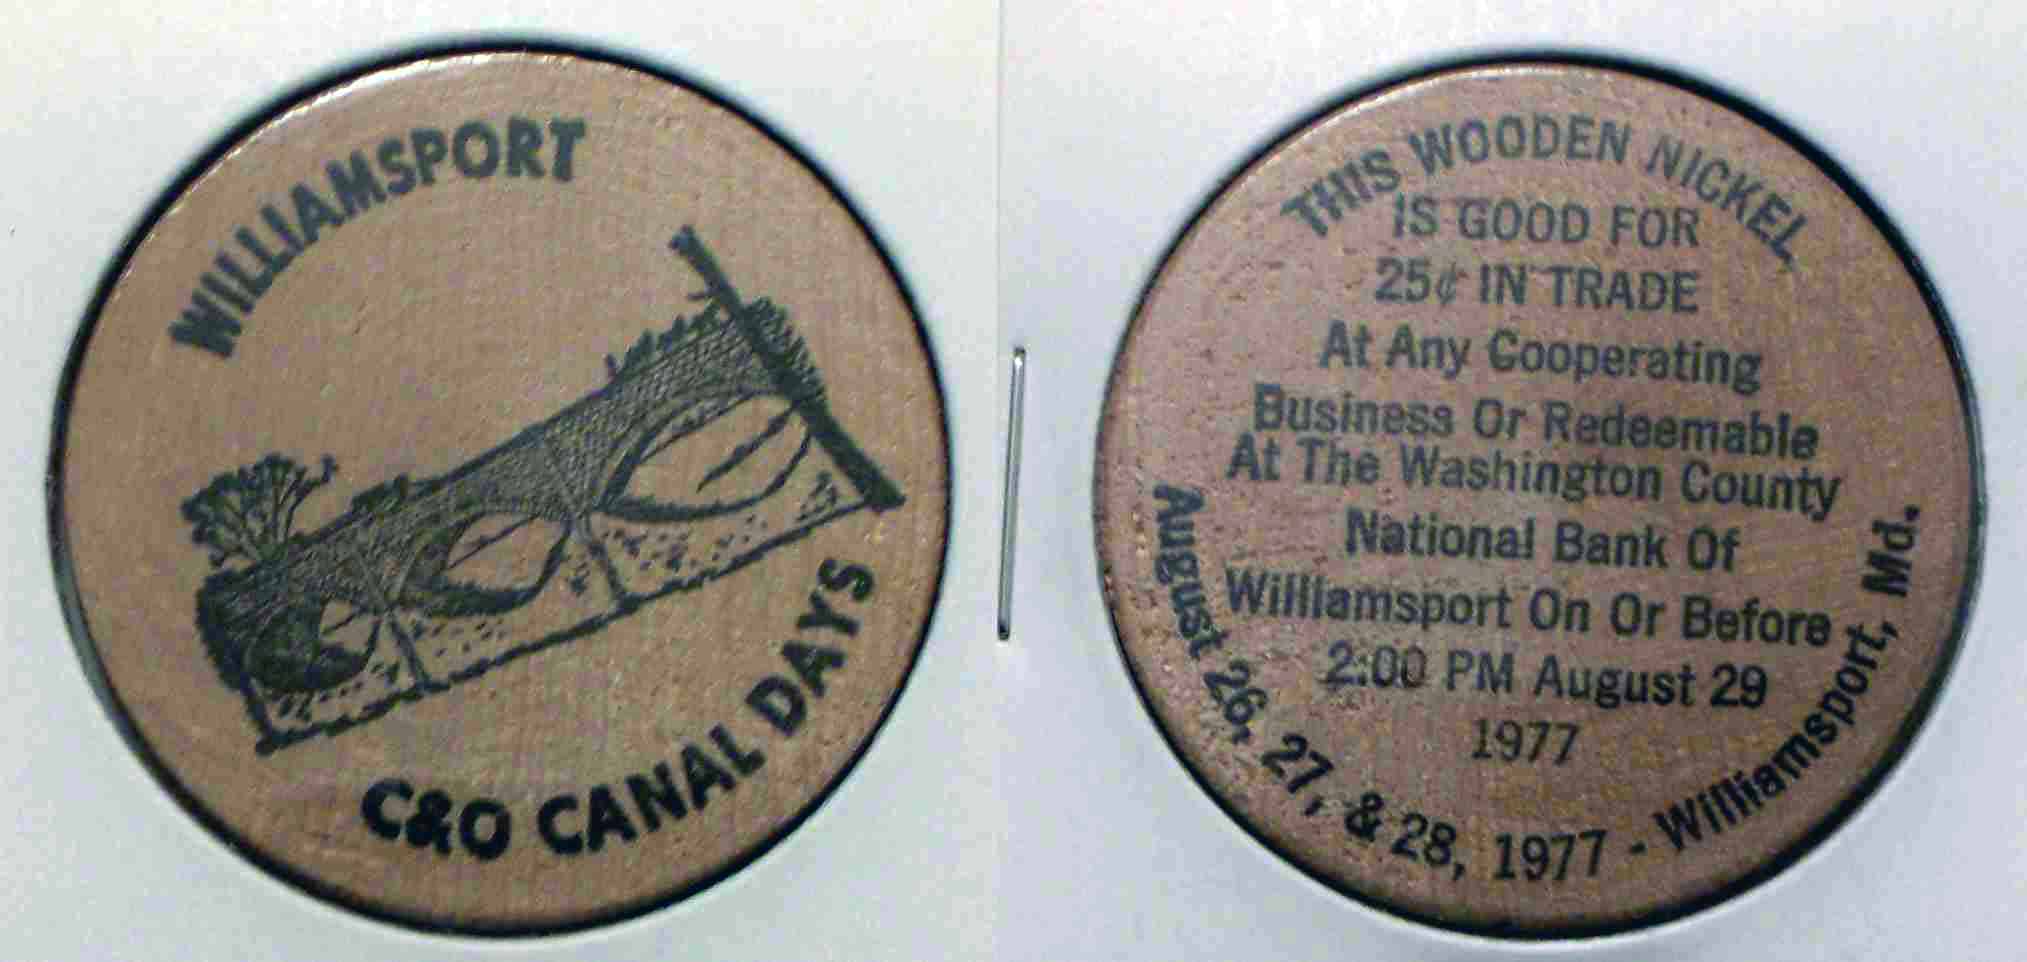 WILLIAMSPORT
C&O CANAL DAYS
THIS WOODEN NICKEL
IS GOOD FOR
25¢ IN TRADE
At Any Cooperating
Business Or Redeemable
At The Washington County
National Bank Of
Williamsport On Or Before
2:00 PM August 29
1977
August 26, 27, & 28, 1977 - Williamsport, Md.